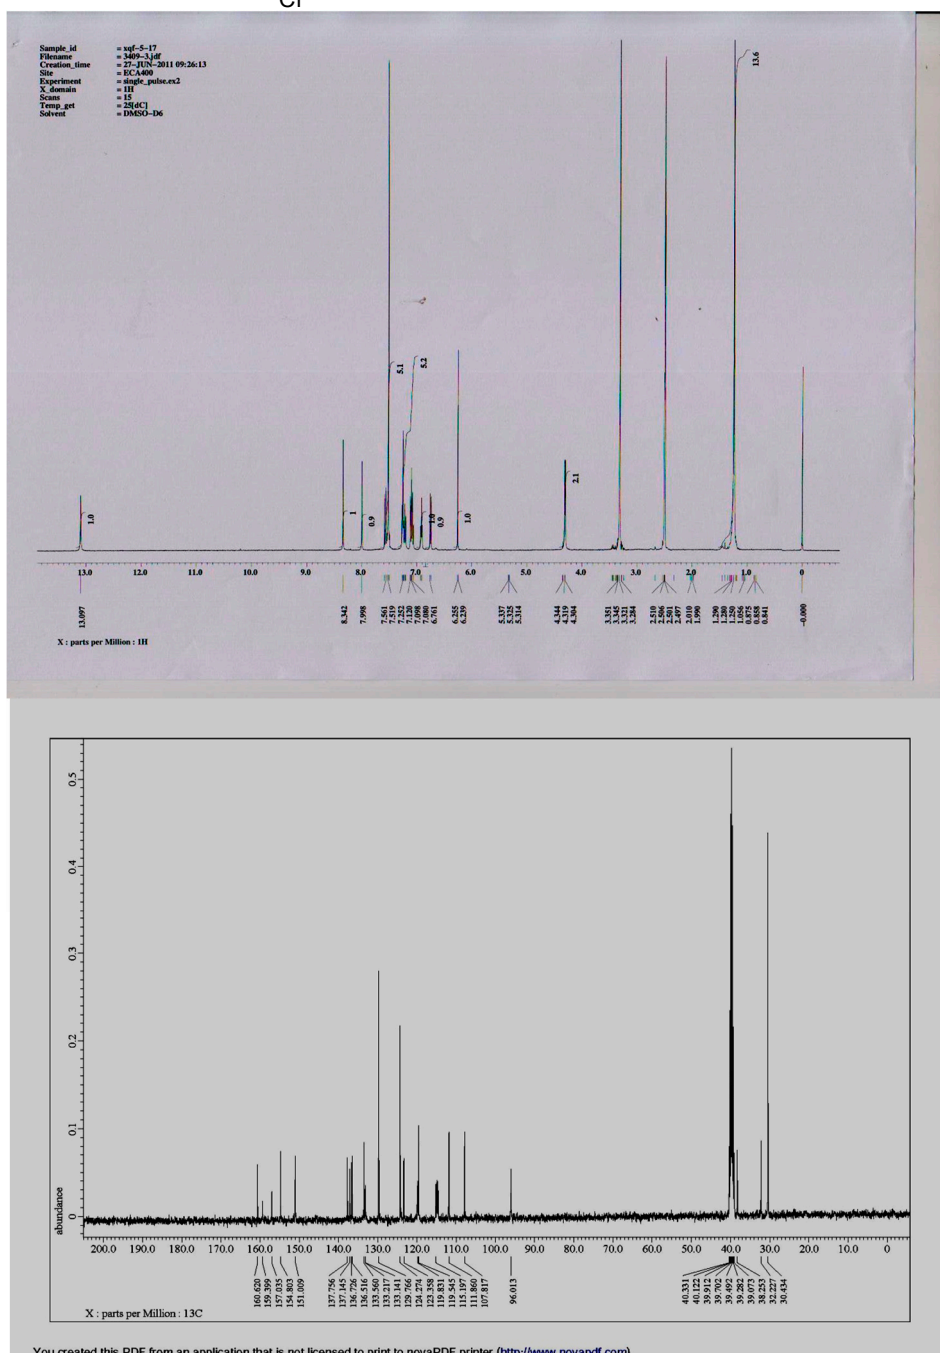 Cl
Sample_id = xqf-5-17
Filename = 3409-3.jdf
Creation_time = 27-JUN-2011 09:26:13
Site = ECA400
Experiment = single_pulse.ex2
X_domain = 1H
Scans = 15
Temp_get = 25[dC]
Solvent = DMSO-D6
13.6
5.1
5.2
2.1
1.0
1
0.9
1.0
0.9
1.0
13.0 12.0 11.0 10.0 9.0 8.0 7.0 6.0 5.0 4.0 3.0 2.0 1.0 0
13.097 8.342 7.998 7.561 7.519 7.252 7.120 7.098 7.080 6.761 6.255 6.239 5.337 5.325 5.314 4.344 4.319 4.304 3.351 3.345 3.321 3.284 2.510 2.506 2.501 2.497 2.010 1.990 1.290 1.280 1.250 1.056 0.875 0.858 0.841 -0.000
X : parts per Million : 1H
0.5
0.4
0.3
0.2
0.1
0
abundance
200.0 190.0 180.0 170.0 160.0 150.0 140.0 130.0 120.0 110.0 100.0 90.0 80.0 70.0 60.0 50.0 40.0 30.0 20.0 10.0 0
160.620 159.399 157.035 154.803 151.009 137.756 137.145 136.726 136.516 133.560 133.217 133.141 129.766 124.274 123.358 119.831 119.545 115.197 111.860 107.817 96.013 40.331 40.122 39.912 39.702 39.492 39.282 39.073 38.253 32.227 30.434
X : parts per Million : 13C
You created this PDF from an application that is not licensed to print to novaPDF printer (http://www.novapdf.com)